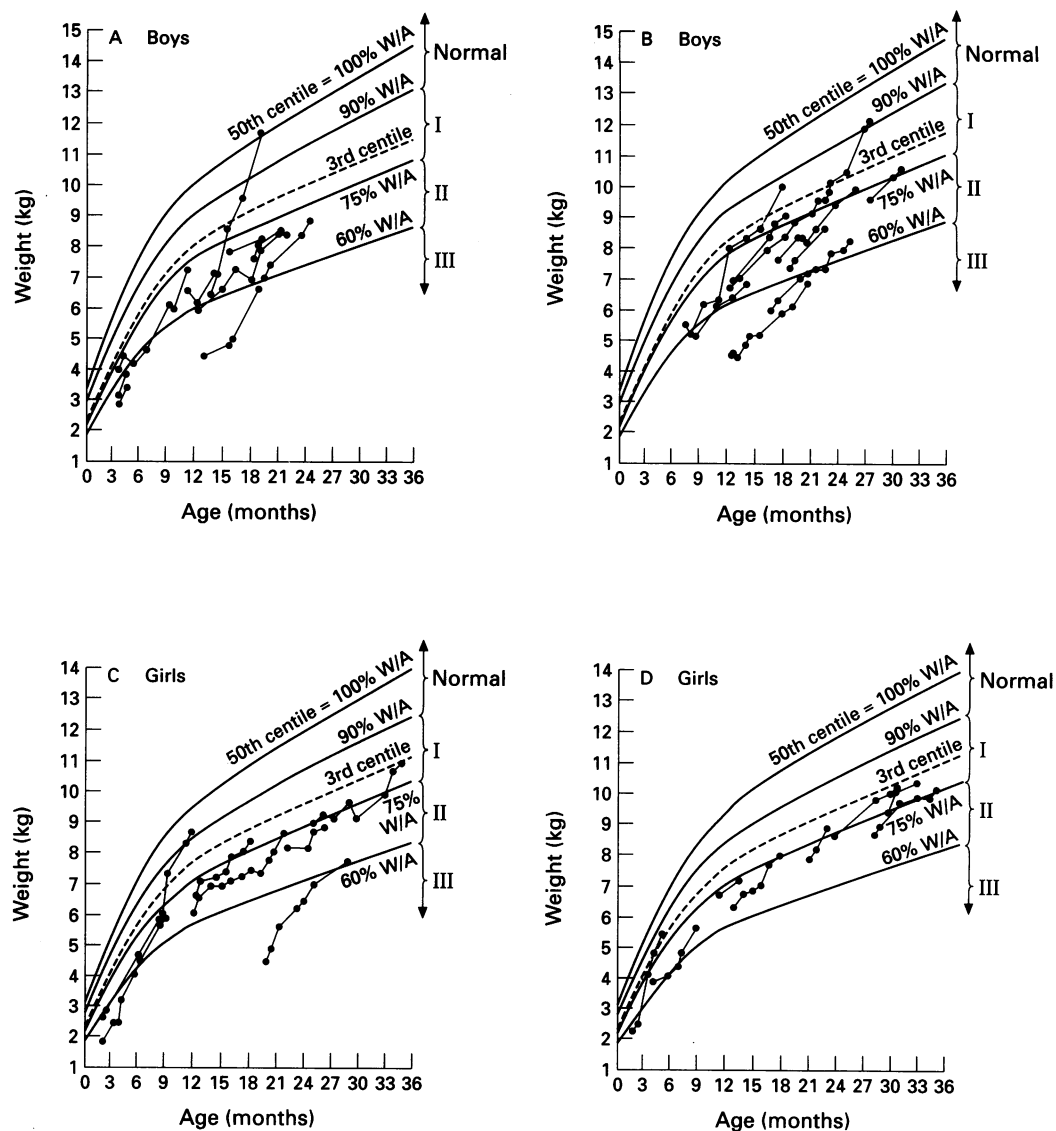 A Boys
15
14
13
12
11
10
9
8
7
6
5
4
3
2
1
Weight (kg)
50th centile = 100% W/A
90% W/A
3rd centile
75% W/A
60% W/A
Normal
I
II
III
0 3 6 9 12 15 18 21 24 27 30 33 36
Age (months)
B Boys
15
14
13
12
11
10
9
8
7
6
5
4
3
2
1
Weight (kg)
50th centile = 100% W/A
90% W/A
3rd centile
75% W/A
60% W/A
Normal
I
II
III
0 3 6 9 12 15 18 21 24 27 30 33 36
Age (months)
C Girls
14
13
12
11
10
9
8
7
6
5
4
3
2
1
Weight (kg)
50th centile = 100% W/A
90% W/A
3rd centile
75%
W/A
60% W/A
Normal
I
II
III
0 3 6 9 12 15 18 21 24 27 30 33 36
Age (months)
D Girls
14
13
12
11
10
9
8
7
6
5
4
3
2
1
Weight (kg)
50th centile = 100% W/A
90% W/A
3rd centile
75% W/A
60% W/A
Normal
I
II
III
0 3 6 9 12 15 18 21 24 27 30 33 36
Age (months)